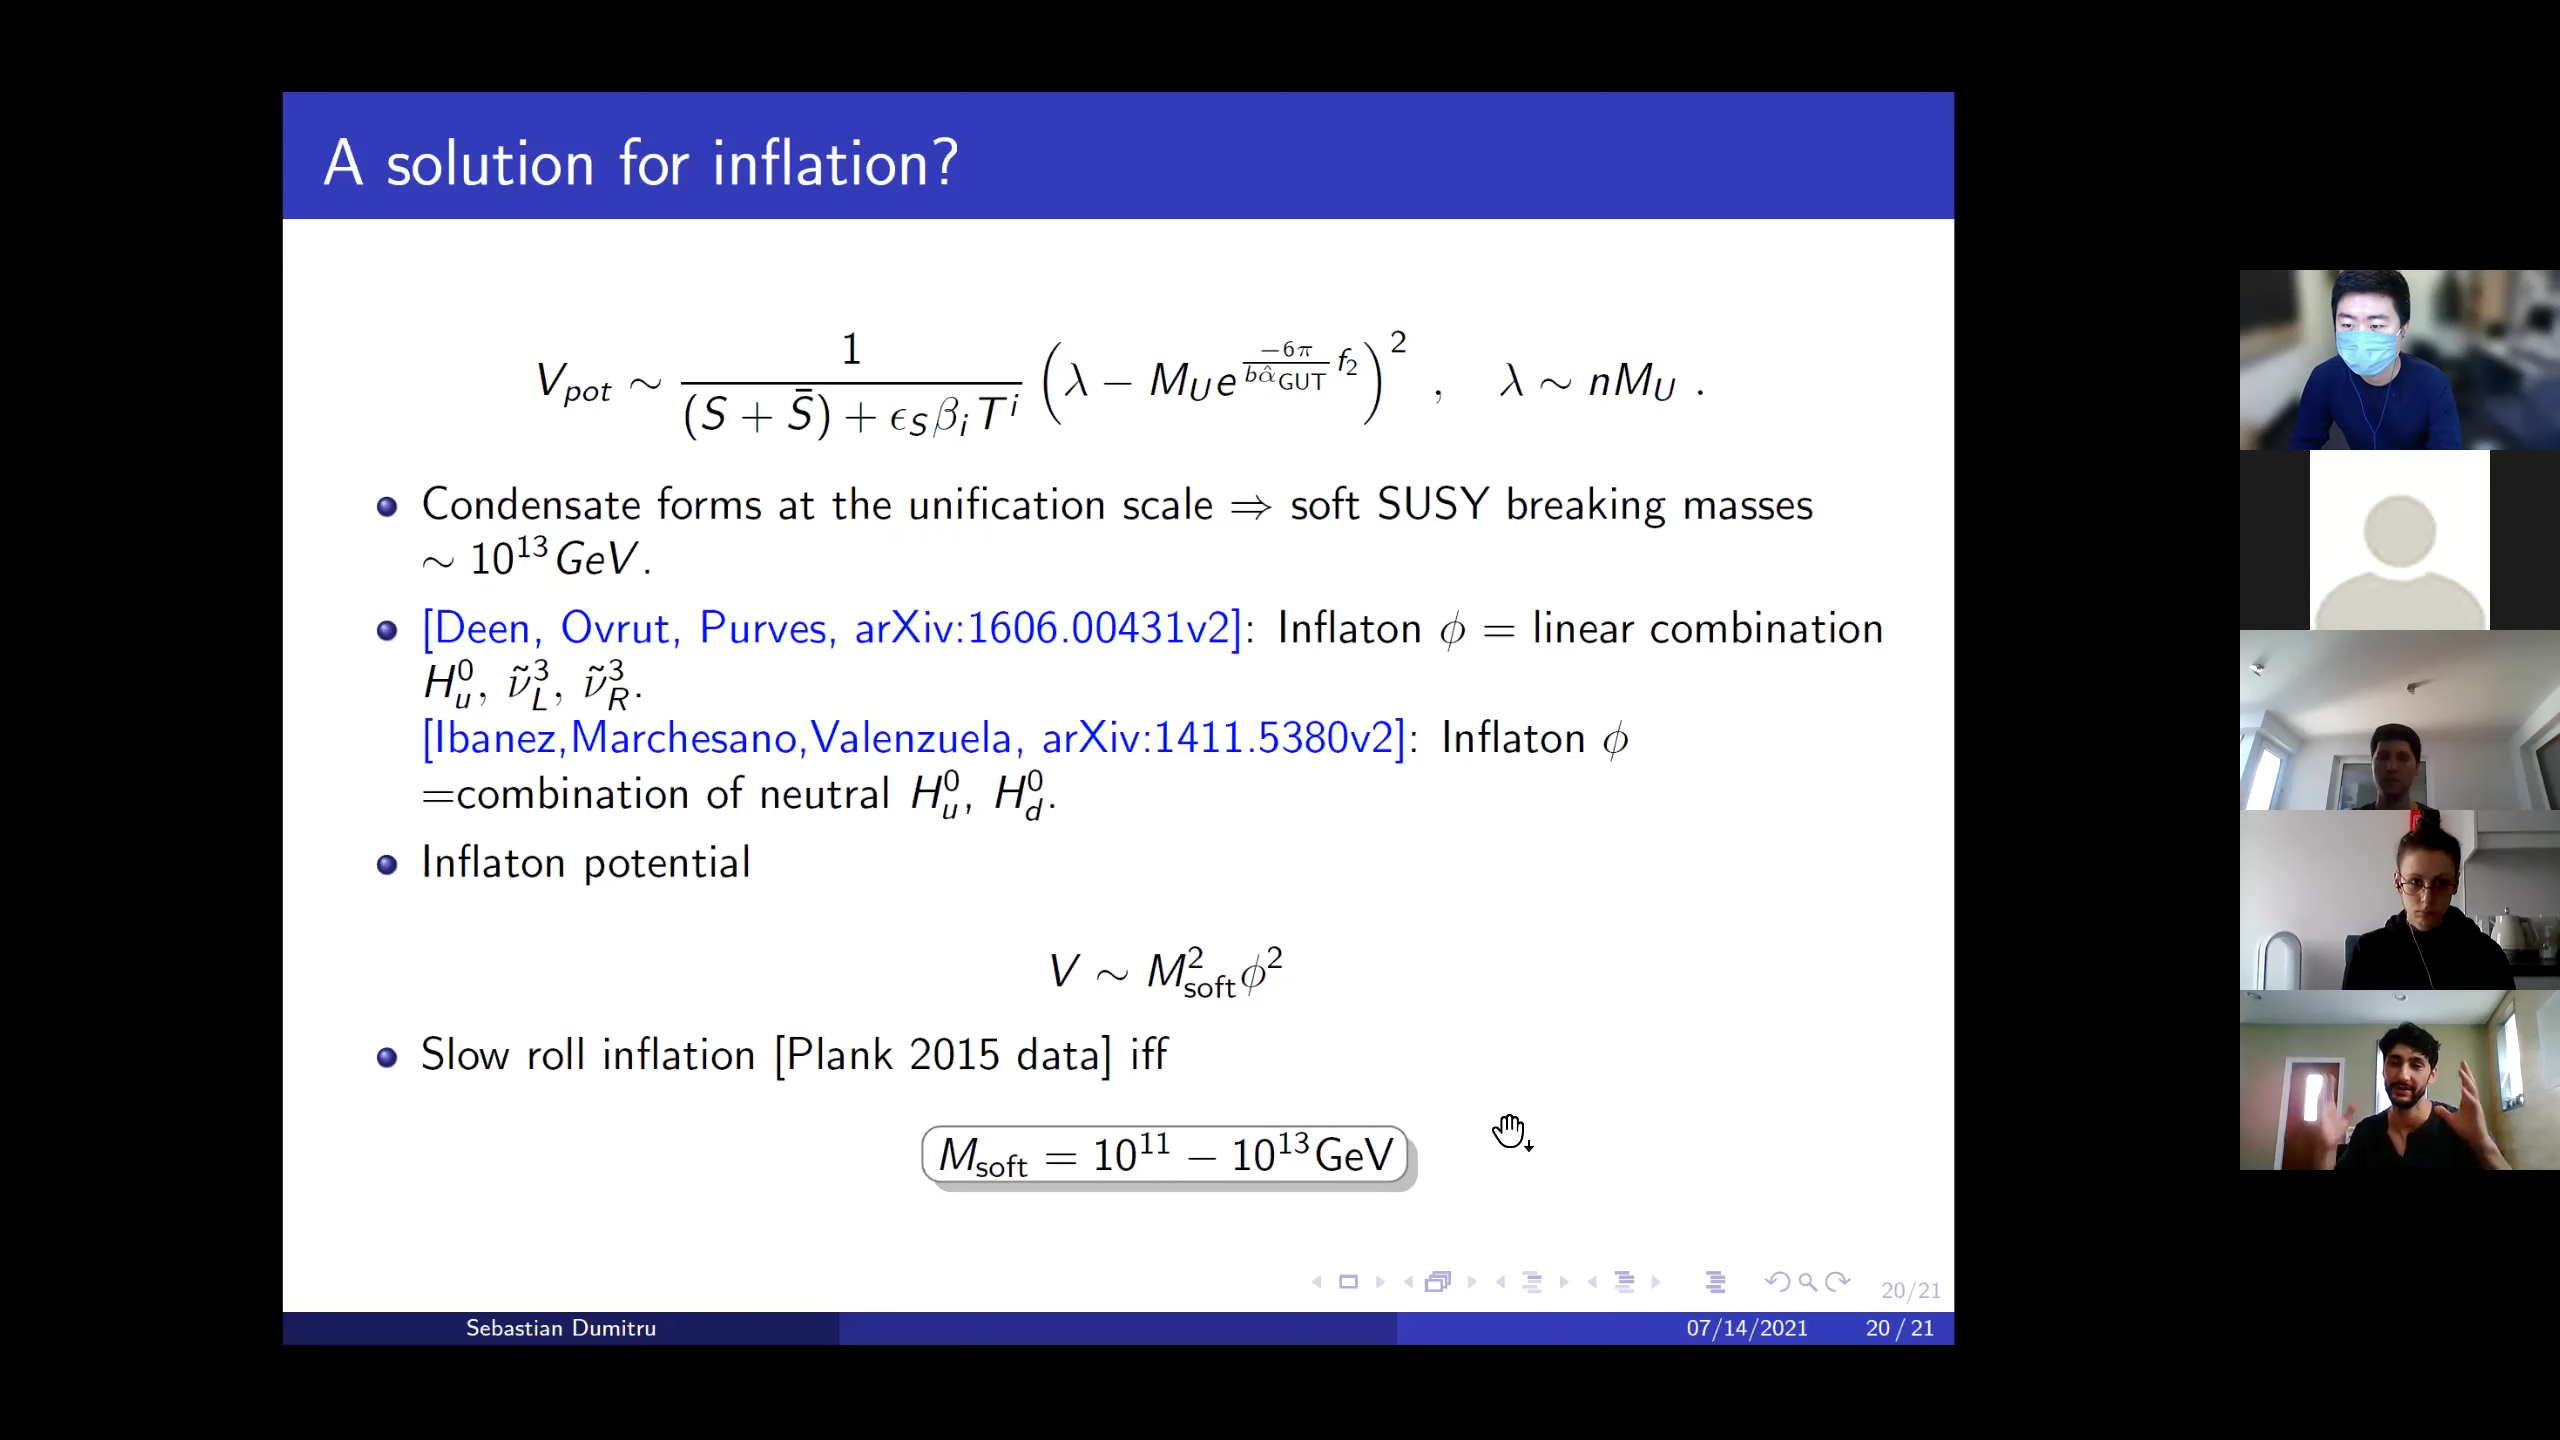 A solution for inflation?
V_pot ∼ 1 / ((S + S̄) + ϵ_S β_i T^i) (λ − M_U e^{(−6π / b α̂_GUT) f_2})^2 , λ ∼ nM_U .
Condensate forms at the unification scale ⇒ soft SUSY breaking masses
∼ 10^13 GeV.
[Deen, Ovrut, Purves, arXiv:1606.00431v2]: Inflaton ϕ = linear combination
H_u^0, ν̃_L^3, ν̃_R^3.
[Ibanez,Marchesano,Valenzuela, arXiv:1411.5380v2]: Inflaton ϕ
=combination of neutral H_u^0, H_d^0.
Inflaton potential
V ∼ M_soft^2 ϕ^2
Slow roll inflation [Plank 2015 data] iff
M_soft = 10^11 − 10^13 GeV
20/21
Sebastian Dumitru 07/14/2021 20 / 21